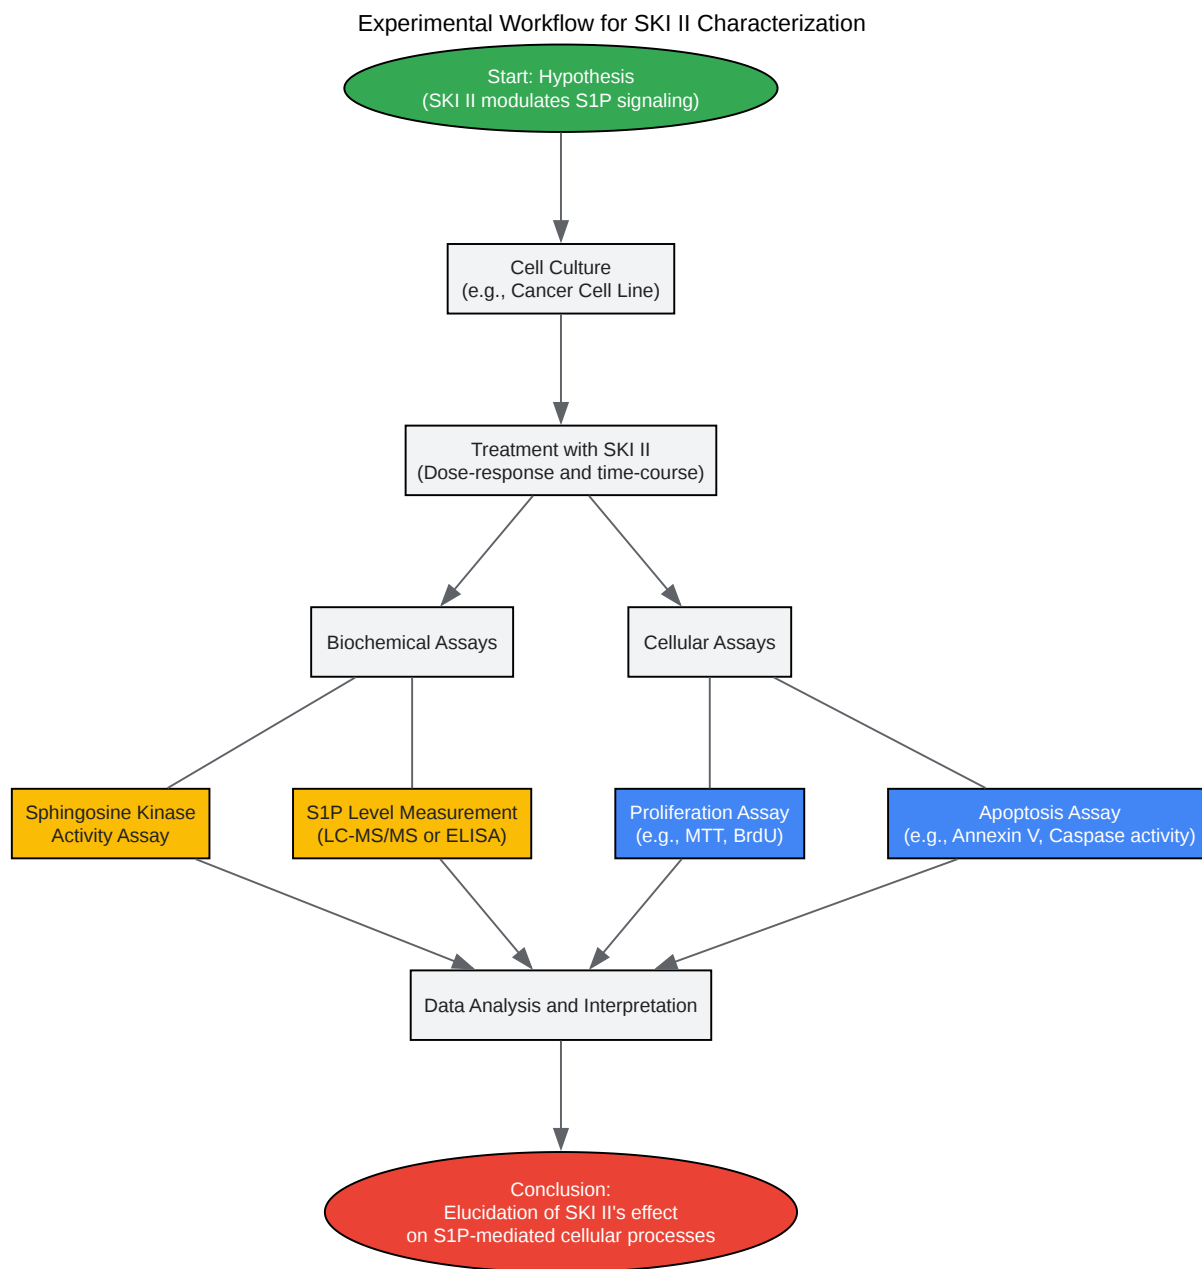 Experimental Workflow for SKI II Characterization
Start: Hypothesis
(SKI II modulates S1P signaling)
Cell Culture
(e.g., Cancer Cell Line)
Treatment with SKI II
(Dose-response and time-course)
Biochemical Assays
Cellular Assays
Sphingosine Kinase
Activity Assay
S1P Level Measurement
(LC-MS/MS or ELISA)
Proliferation Assay
(e.g., MTT, BrdU)
Apoptosis Assay
(e.g., Annexin V, Caspase activity)
Data Analysis and Interpretation
Conclusion:
Elucidation of SKI II's effect
on S1P-mediated cellular processes